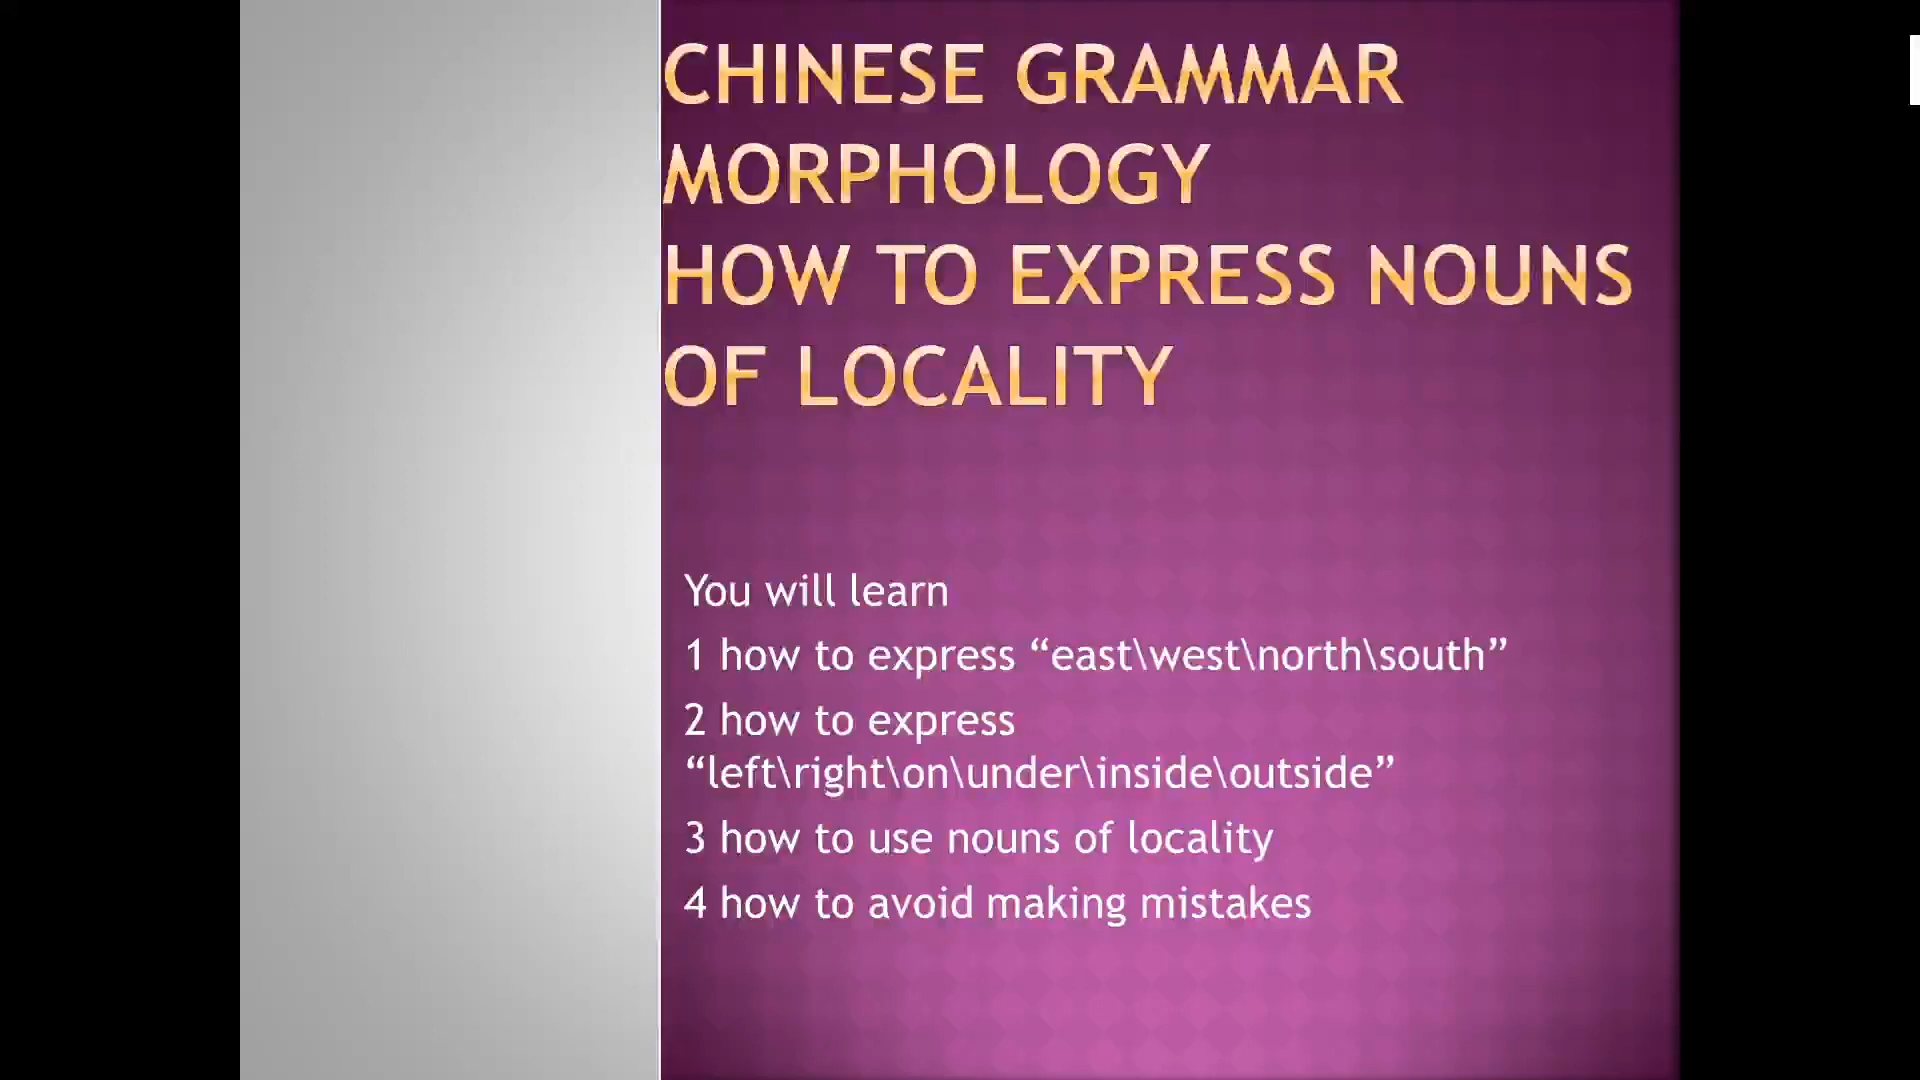 CHINESE GRAMMAR
MORPHOLOGY
HOW TO EXPRESS NOUNS
OF LOCALITY
You will learn
1 how to express “east\west\north\south”
2 how to express
“left\right\on\under\inside\outside”
3 how to use nouns of locality
4 how to avoid making mistakes